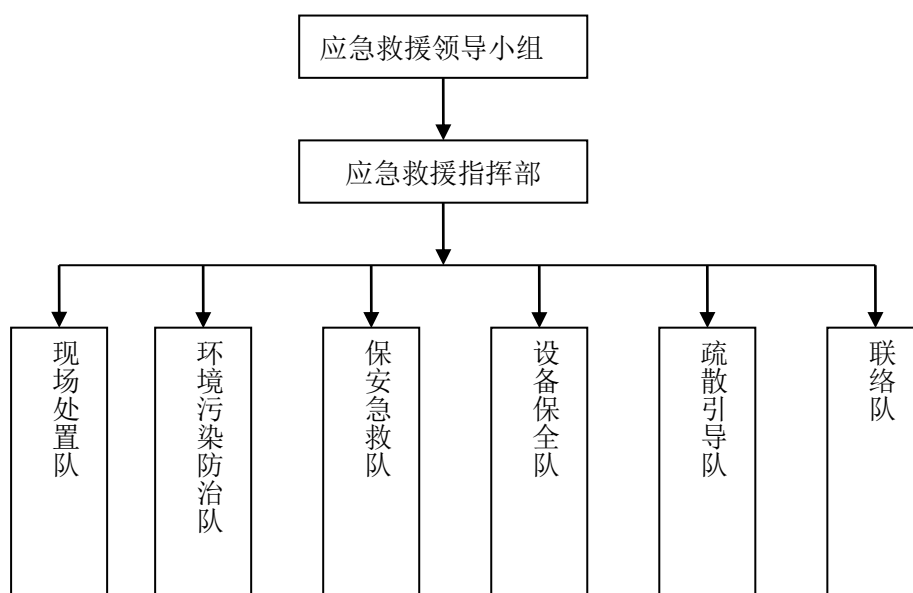 应急救援领导小组
应急救援指挥部
现场处置队
环境污染防治队
保安急救队
设备保全队
疏散引导队
联络队